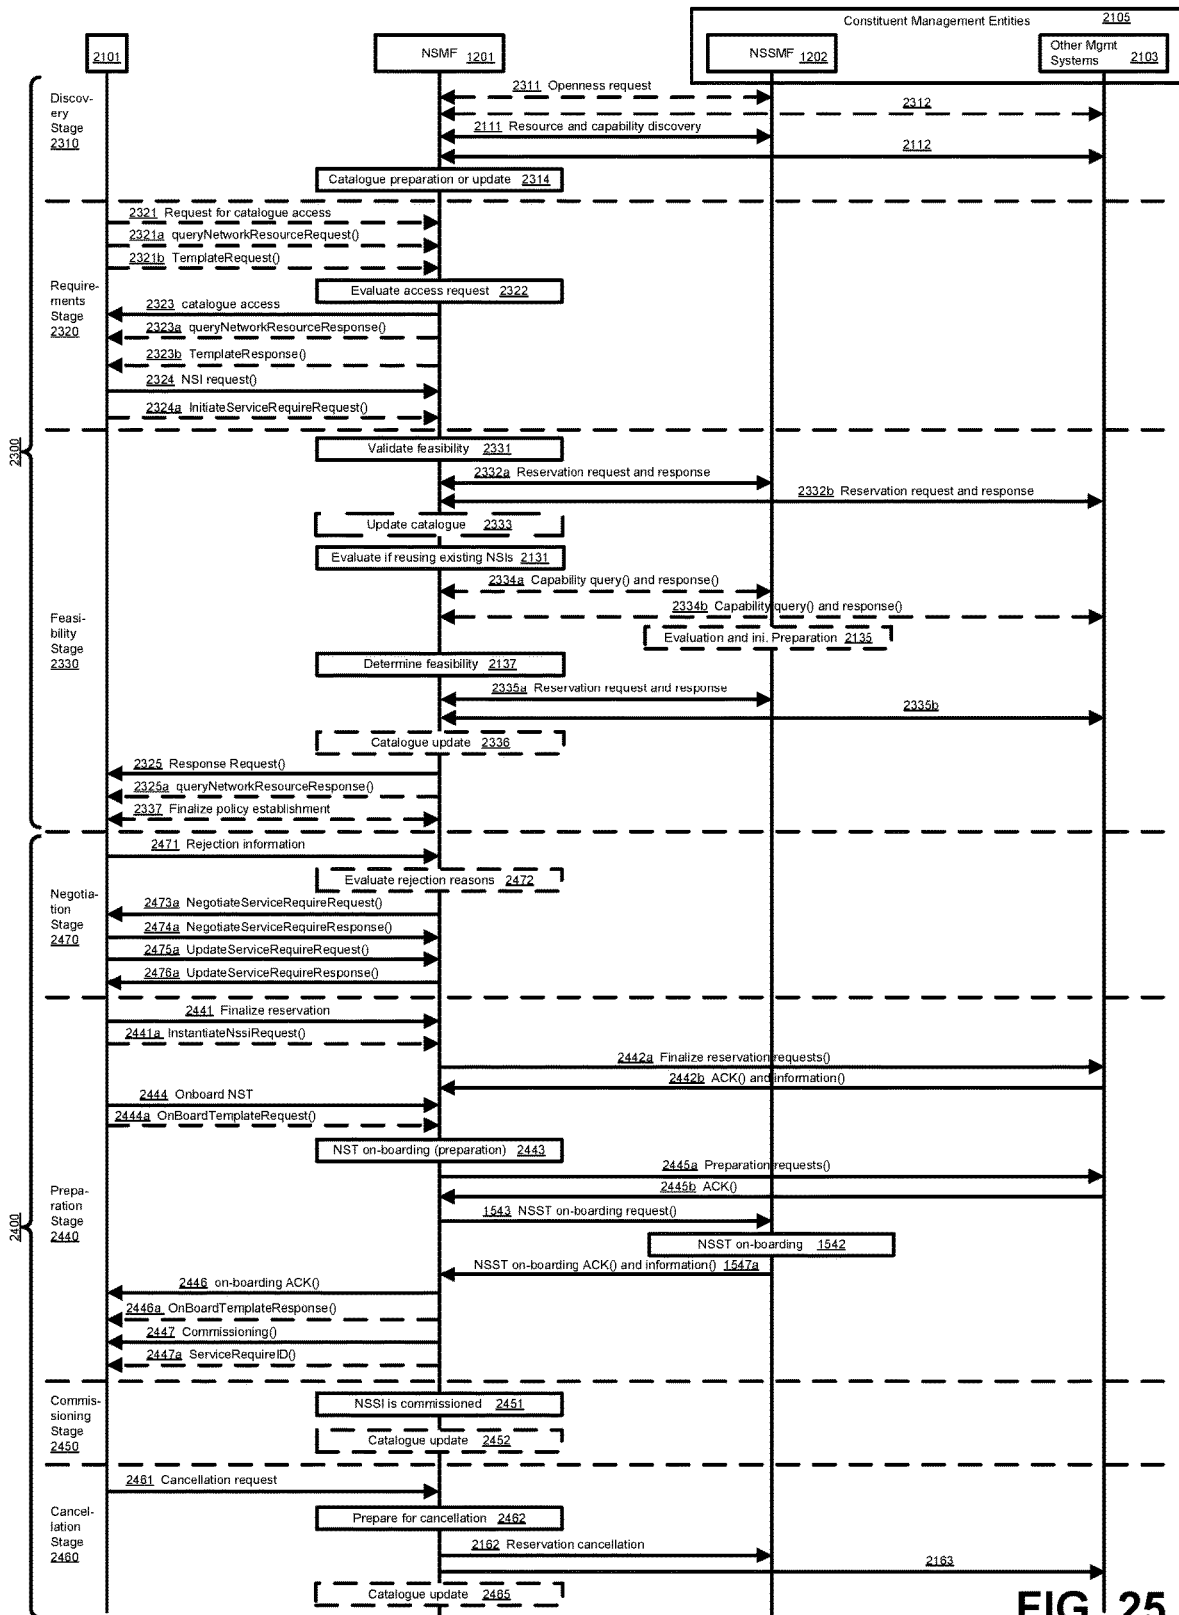 Constituent Management Entities 2105
2101
NSMF 1201
NSSMF 1202
Other Mgmt
Systems 2103
Discov-
ery
Stage
2310
2311 Openness request
2312
2111 Resource and capability discovery
2112
Catalogue preparation or update 2314
2321 Request for catalogue access
2321a queryNetworkResourceRequest()
2321b TemplateRequest()
Require-
ments
Stage
2320
Evaluate access request 2322
2323 catalogue access
2323a queryNetworkResourceResponse()
2323b TemplateResponse()
2324 NSI request()
2324a InitiateServiceRequireRequest()
2300
Validate feasibility 2331
2332a Reservation request and response
2332b Reservation request and response
Update catalogue 2333
Evaluate if reusing existing NSIs 2131
2334a Capability query() and response()
2334b Capability query() and response()
Feasi-
bility
Stage
2330
Evaluation and ini. Preparation 2135
Determine feasibility 2137
2335a Reservation request and response
2335b
Catalogue update 2336
2325 Response Request()
2325a queryNetworkResourceResponse()
2337 Finalize policy establishment
2471 Rejection information
Evaluate rejection reasons 2472
Negotia-
tion
Stage
2470
2473a NegotiateServiceRequireRequest()
2474a NegotiateServiceRequireResponse()
2475a UpdateServiceRequireRequest()
2476a UpdateServiceRequireResponse()
2441 Finalize reservation
2441a InstantiateNssiRequest()
2442a Finalize reservation requests()
2442b ACK() and information()
2444 Onboard NST
2444a OnBoardTemplateRequest()
NST on-boarding (preparation) 2443
2445a Preparation requests()
2445b ACK()
Prepa-
ration
Stage
2440
2400
1543 NSST on-boarding request()
NSST on-boarding 1542
NSST on-boarding ACK() and information() 1547a
2446 on-boarding ACK()
2446a OnBoardTemplateResponse()
2447 Commissioning()
2447a ServiceRequireID()
Commis-
sioning
Stage
2450
NSSI is commissioned 2451
Catalogue update 2452
2461 Cancellation request
Cancel-
lation
Stage
2460
Prepare for cancellation 2462
2162 Reservation cancellation
2163
Catalogue update 2465
FIG. 25